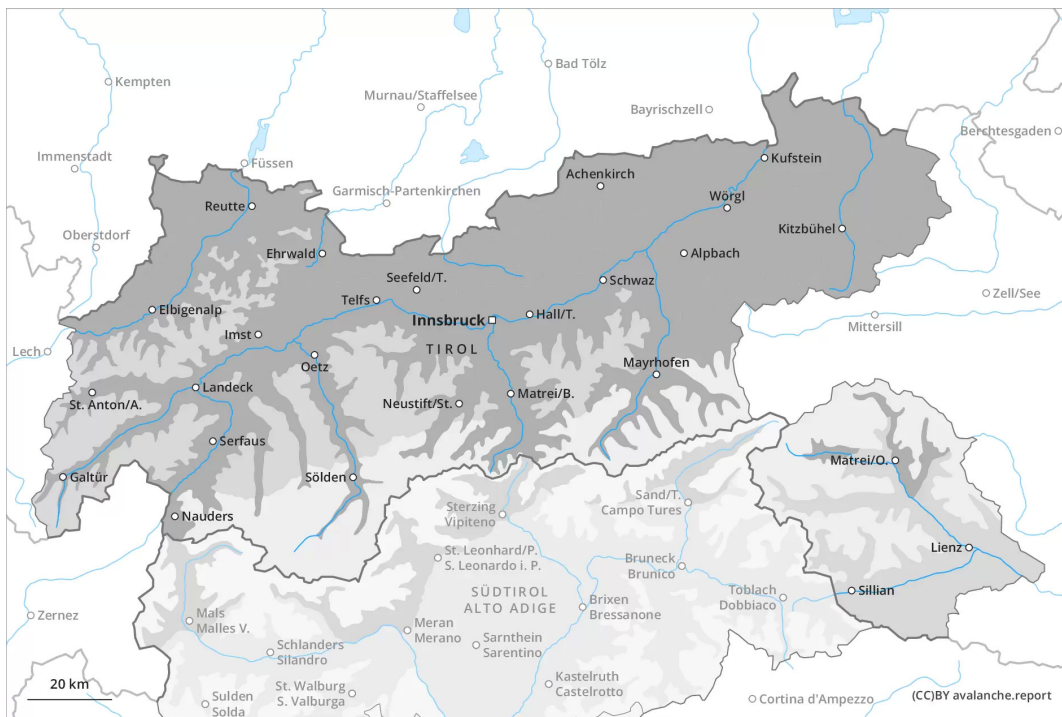 Kempten
Bad Tölz
Murnau/Staffelsee
Bayrischzell
Berchtesgaden
Immenstadt
Füssen
Kufstein
Garmisch-Partenkirchen
Achenkirch
Reutte
Wörgl
Oberstdorf
Kitzbühel
Ehrwald
Alpbach
Seefeld/T.
Schwaz
Zell/See
Telfs
Elbigenalp
Innsbruck
Hall/T.
Mittersill
Imst
TIROL
Lech
Oetz
Mayrhofen
Landeck
St. Anton/A.
Neustift/St.
Matrei/B.
Serfaus
Matrei/O.
Galtür
Sölden
Sand/T.
Campo Tures
Sterzing
Vipiteno
Nauders
Lienz
St. Leonhard/P.
S. Leonardo i. P.
Bruneck
Brunico
SÜDTIROL
ALTO ADIGE
Toblach
Dobbiaco
Sillian
Brixen
Bressanone
Zernez
Mals
Malles V.
Meran
Merano
Sarnthein
Sarentino
Schlanders
Silandro
Kastelruth
Castelrotto
20 km
St. Walburg
S. Valburga
Sulden
Solda
Cortina d'Ampezzo
(CC)BY avalanche.report